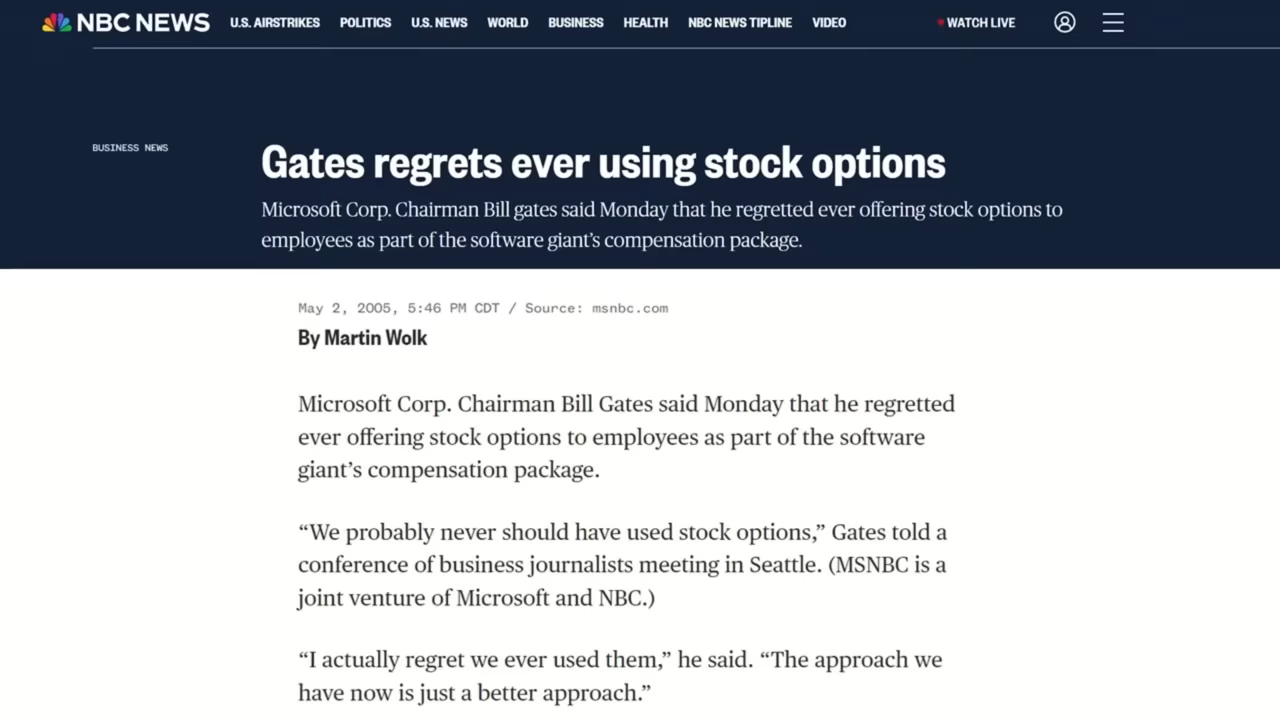 NBC NEWS U.S. AIRSTRIKES POLITICS U.S. NEWS WORLD BUSINESS HEALTH NBC NEWS TIPLINE VIDEO WATCH LIVE
BUSINESS NEWS
Gates regrets ever using stock options
Microsoft Corp. Chairman Bill gates said Monday that he regretted ever offering stock options to
employees as part of the software giant's compensation package.
May 2, 2005, 5:46 PM CDT / Source: msnbc.com
By Martin Wolk
Microsoft Corp. Chairman Bill Gates said Monday that he regretted
ever offering stock options to employees as part of the software
giant’s compensation package.
“We probably never should have used stock options,” Gates told a
conference of business journalists meeting in Seattle. (MSNBC is a
joint venture of Microsoft and NBC.)
“I actually regret we ever used them,” he said. “The approach we
have now is just a better approach.”